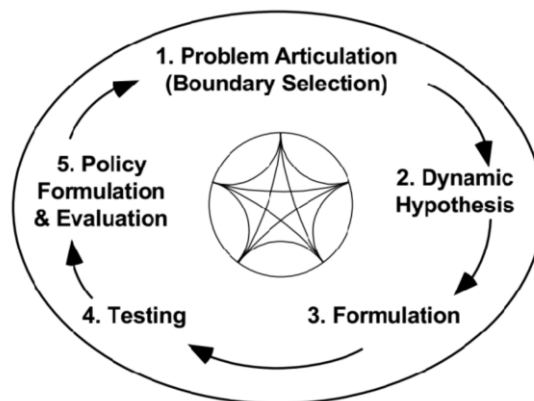 1. Problem Articulation
(Boundary Selection)
2. Dynamic
Hypothesis
3. Formulation
4. Testing
5. Policy
Formulation
& Evaluation